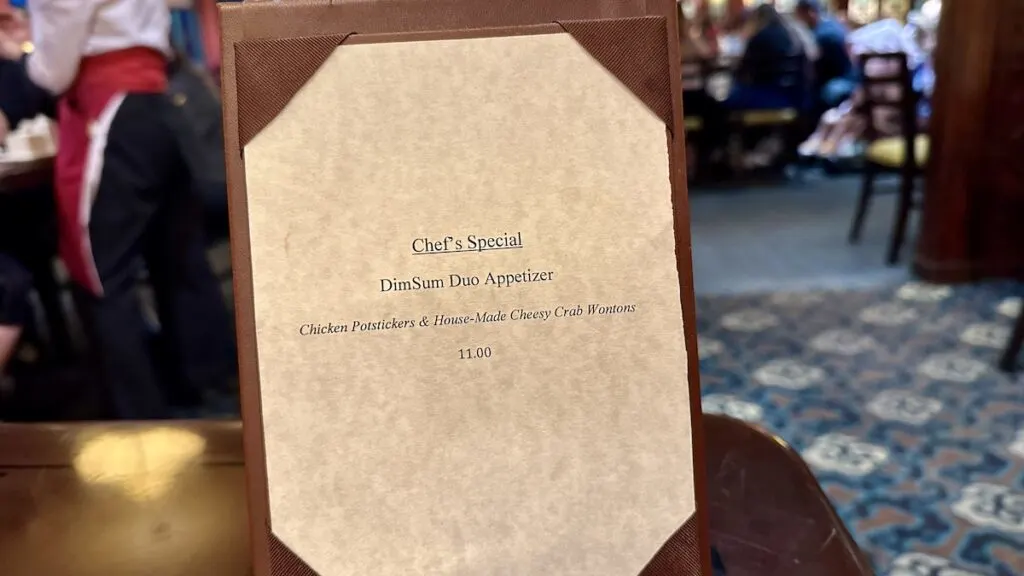 Chef's Special
DimSum Duo Appetizer
Chicken Potstickers & House-Made Cheesy Crab Wontons
11.00